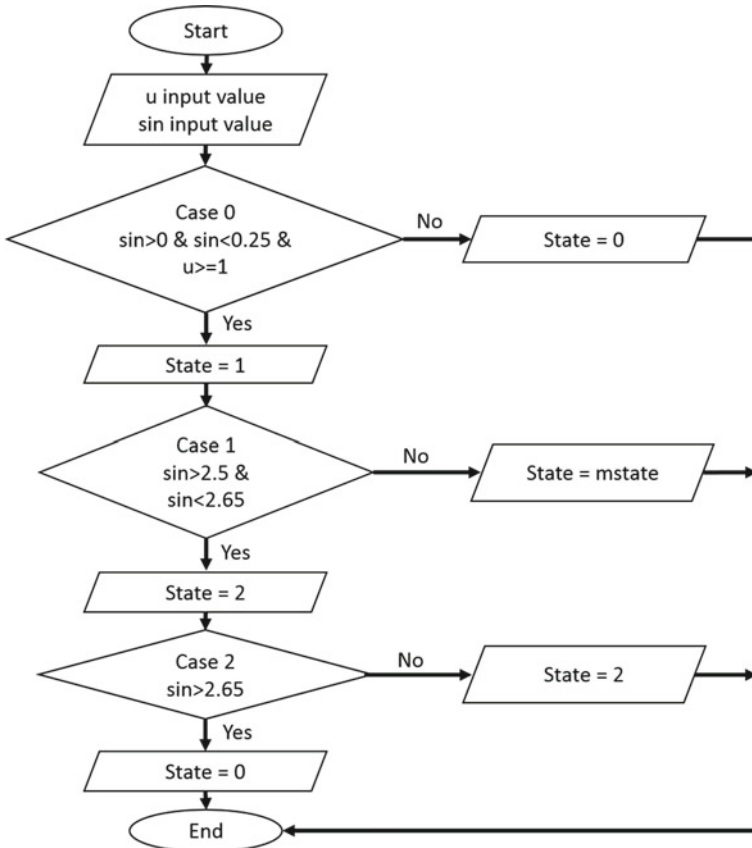 Start
u input value
sin input value
Case 0
sin>0 & sin<0.25 &
u>=1
No
State = 0
Yes
State = 1
Case 1
sin>2.5 &
sin<2.65
No
State = mstate
Yes
State = 2
Case 2
sin>2.65
No
State = 2
Yes
State = 0
End